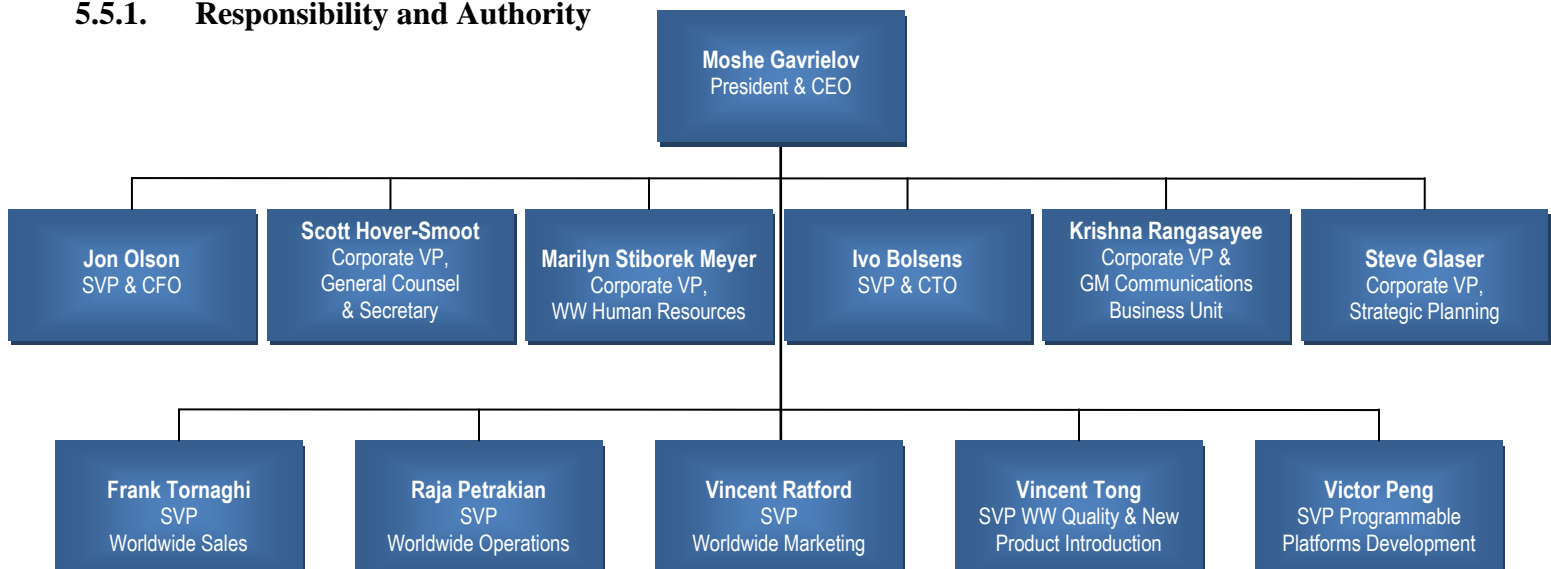 5.5.1. Responsibility and Authority
Moshe Gavrielov
President & CEO
Jon Olson
SVP & CFO
Scott Hover-Smoot
Corporate VP,
General Counsel
& Secretary
Marilyn Stiborek Meyer
Corporate VP,
WW Human Resources
Ivo Bolsens
SVP & CTO
Krishna Rangasayee
Corporate VP &
GM Communications
Business Unit
Steve Glaser
Corporate VP,
Strategic Planning
Frank Tornaghi
SVP
Worldwide Sales
Raja Petrakian
SVP
Worldwide Operations
Vincent Ratford
SVP
Worldwide Marketing
Vincent Tong
SVP WW Quality & New
Product Introduction
Victor Peng
SVP Programmable
Platforms Development